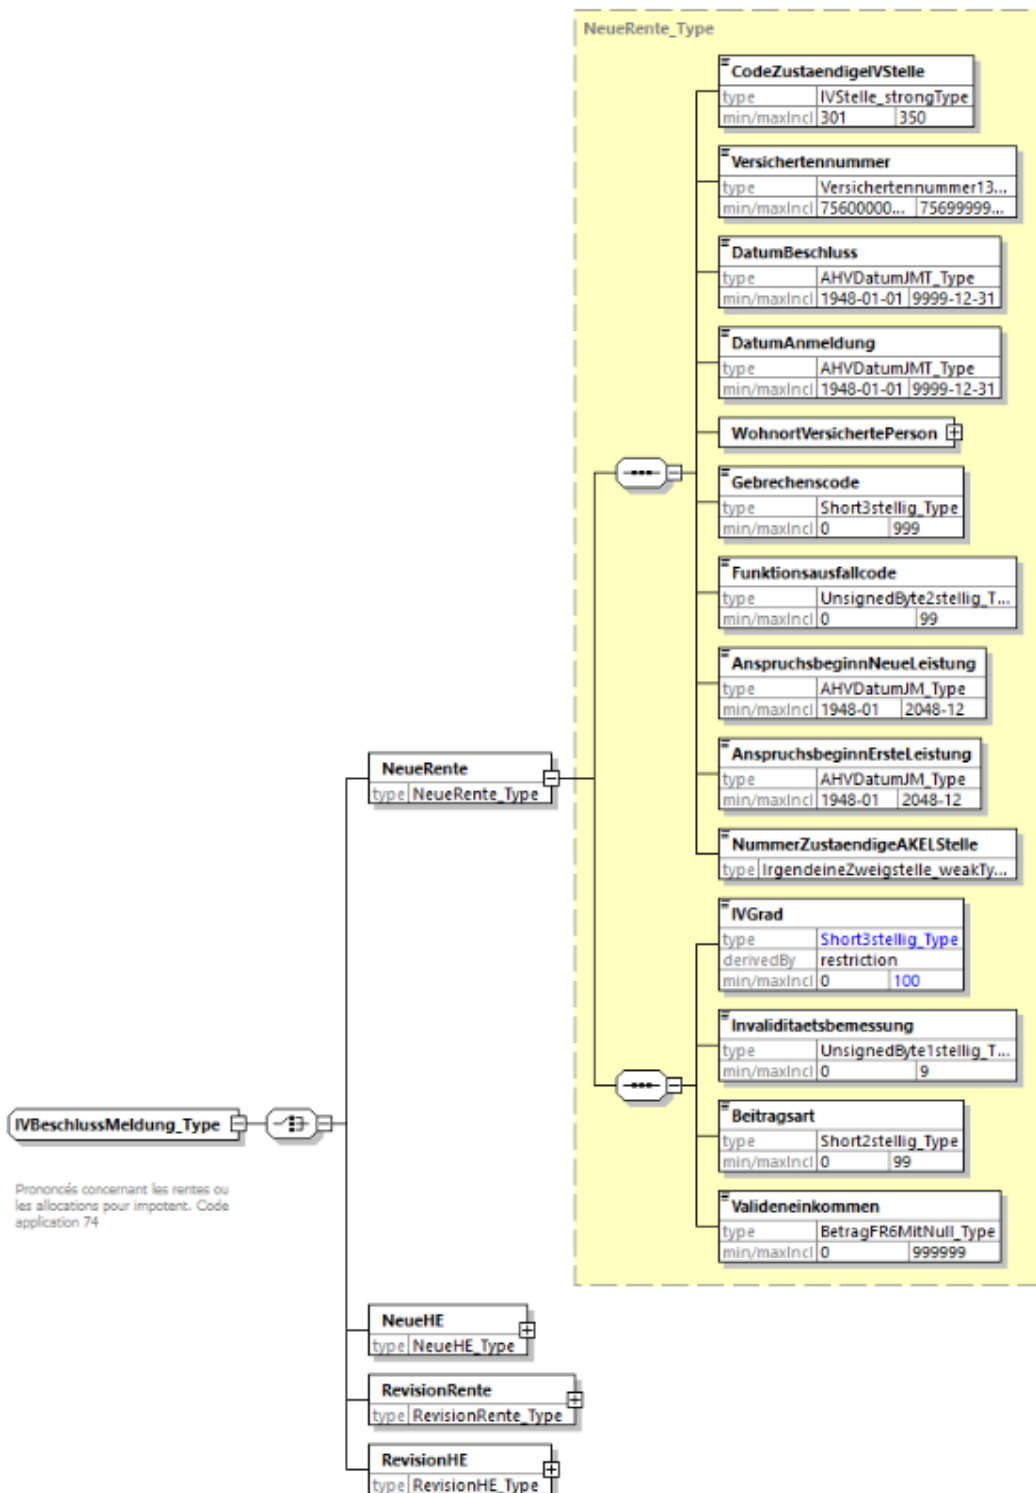 NeueRente_Type
CodeZustaendigeIVStelle
type IVStelle_strongType
min/maxIncl 301 350
Versichertennummer
type Versichertennummer13...
min/maxIncl 75600000... 75699999...
DatumBeschluss
type AHVDatumJMT_Type
min/maxIncl 1948-01-01 9999-12-31
DatumAnmeldung
type AHVDatumJMT_Type
min/maxIncl 1948-01-01 9999-12-31
WohnortVersichertePerson
Gebrechenscode
type Short3stellig_Type
min/maxIncl 0 999
Funktionsausfallcode
type UnsignedByte2stellig_T...
min/maxIncl 0 99
AnspruchsbeginnNeueLeistung
type AHVDatumJM_Type
min/maxIncl 1948-01 2048-12
AnspruchsbeginnErsteLeistung
type AHVDatumJM_Type
min/maxIncl 1948-01 2048-12
NummerZustaendigeAKELStelle
type IrgendeineZweigstelle_weakTy...
NeueRente
type NeueRente_Type
IVGrad
type Short3stellig_Type
derivedBy restriction
min/maxIncl 0 100
Invaliditaetsbemessung
type UnsignedByte1stellig_T...
min/maxIncl 0 9
Beitragsart
type Short2stellig_Type
min/maxIncl 0 99
Valideneinkommen
type BetragFR6MitNull_Type
min/maxIncl 0 999999
IVBeschlussMeldung_Type
Prononcés concernant les rentes ou
les allocations pour impotent. Code
application 74
NeueHE
type NeueHE_Type
RevisionRente
type RevisionRente_Type
RevisionHE
type RevisionHE_Type